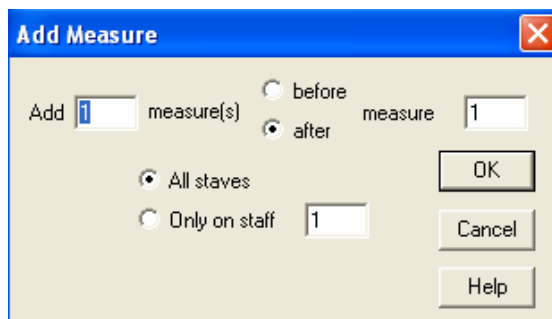 Add Measure
before
Add 1 measure(s) measure 1
after
All staves
OK
Only on staff 1
Cancel
Help